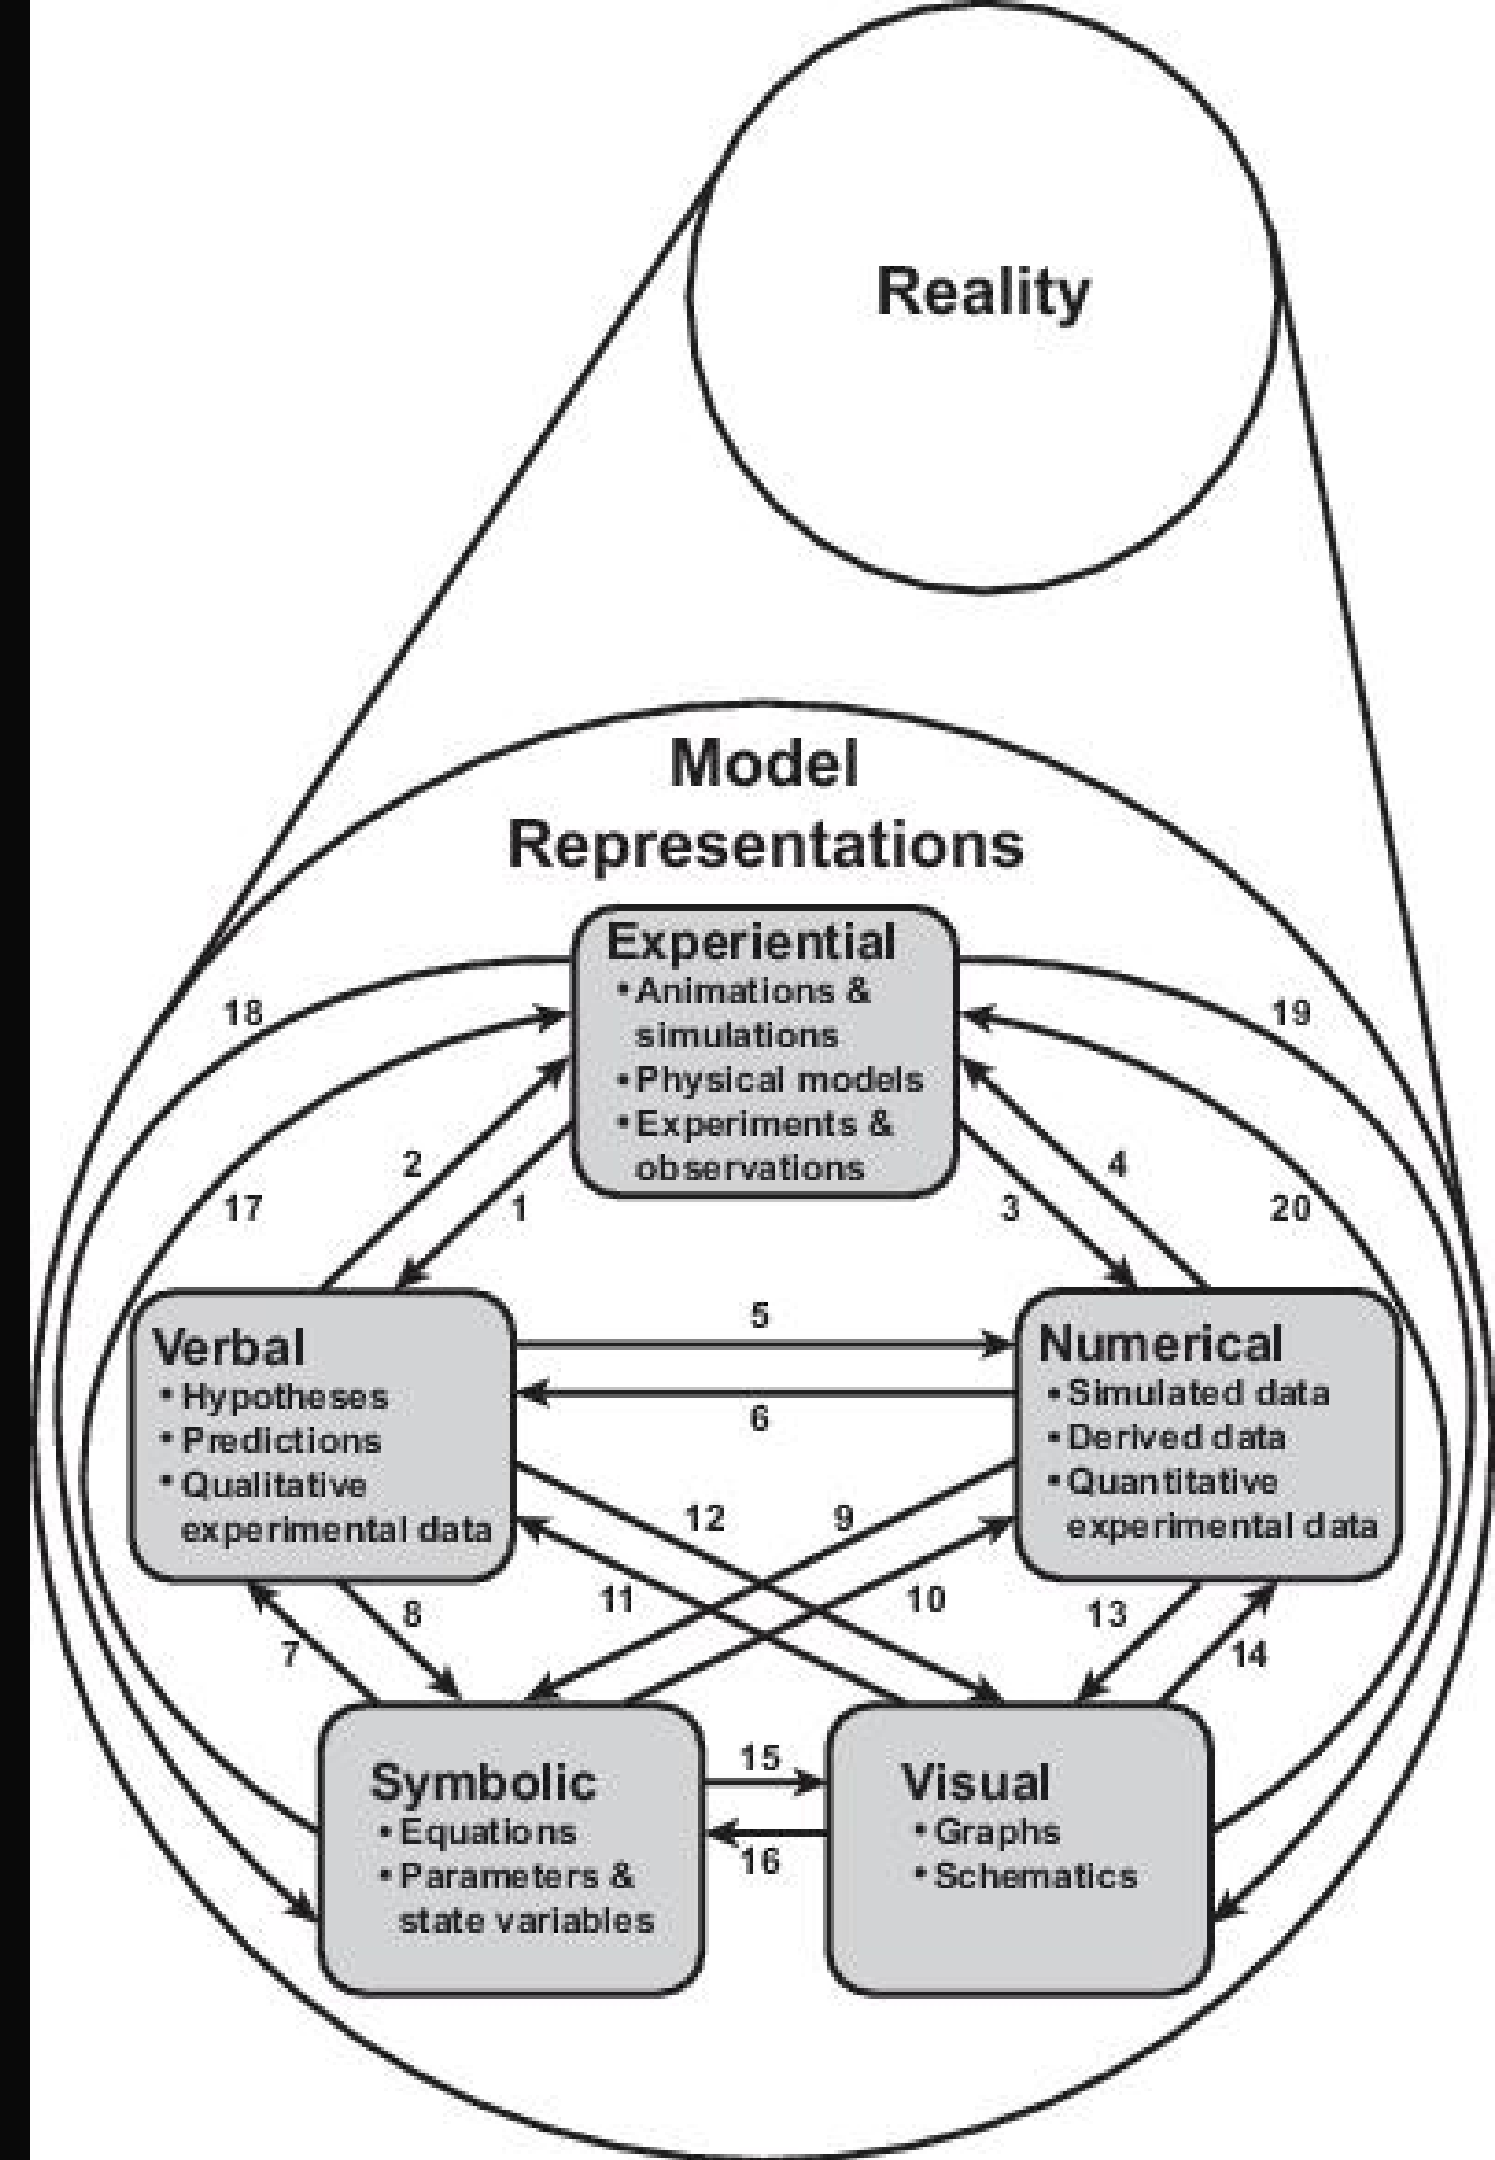 Reality
Model
Representations
Experiential
•Animations &
simulations
•Physical models
•Experiments &
observations
18
19
17
2
1
3
4
20
Verbal
•Hypotheses
•Predictions
•Qualitative
experimental data
5
6
Numerical
•Simulated data
•Derived data
•Quantitative
experimental data
12
9
11
10
8
7
13
14
Symbolic
•Equations
•Parameters &
state variables
15
16
Visual
•Graphs
•Schematics